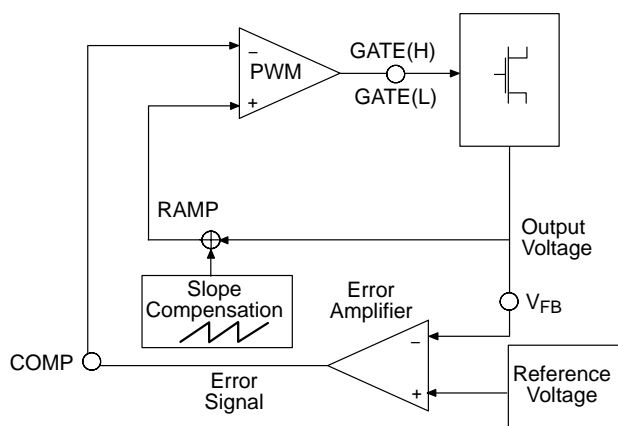 GATE(H)
PWM
GATE(L)
−
+
RAMP
Output
Voltage
Slope
Compensation
Error
Amplifier
VFB
−
+
COMP
Error
Signal
Reference
Voltage